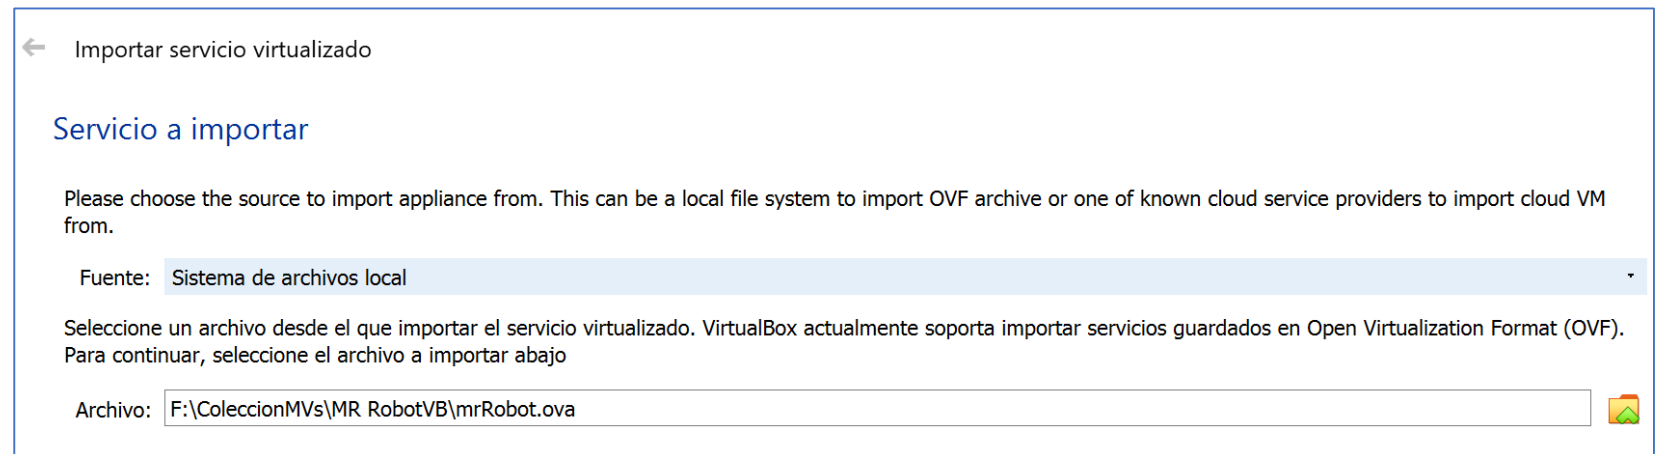 Importar servicio virtualizado
Servicio a importar
Please choose the source to import appliance from. This can be a local file system to import OVF archive or one of known cloud service providers to import cloud VM
from.
Fuente: Sistema de archivos local
Seleccione un archivo desde el que importar el servicio virtualizado. VirtualBox actualmente soporta importar servicios guardados en Open Virtualization Format (OVF).
Para continuar, seleccione el archivo a importar abajo
Archivo: F:\ColeccionMVs\MR RobotVB\mrRobot.ova